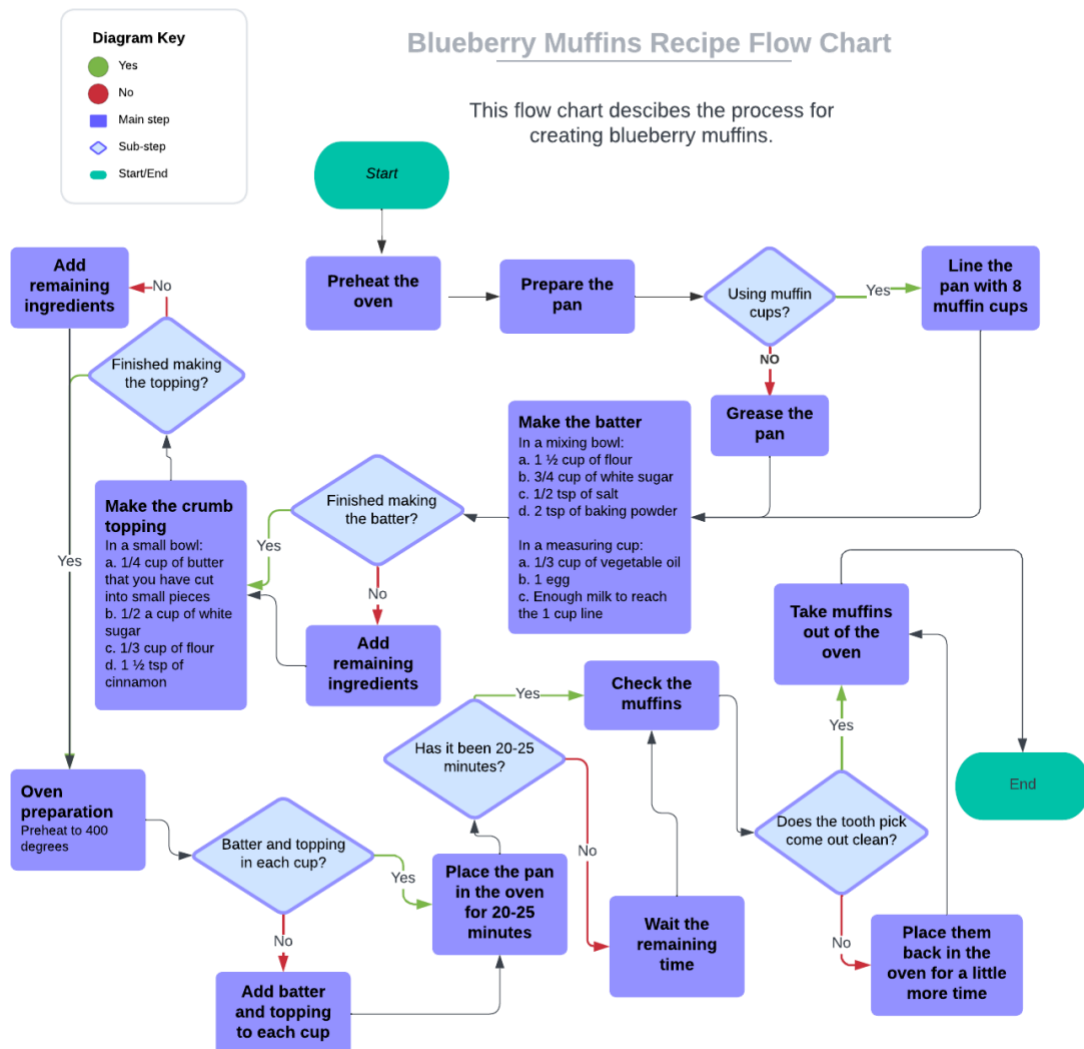 Diagram Key
Yes
No
Main step
Sub-step
Start/End
Blueberry Muffins Recipe Flow Chart
This flow chart descibes the process for
creating blueberry muffins.
Start
Preheat the
oven
Prepare the
pan
Using muffin
cups?
Yes
Line the
pan with 8
muffin cups
NO
Grease the
pan
Make the batter
In a mixing bowl:
a. 1 ½ cup of flour
b. 3/4 cup of white sugar
c. 1/2 tsp of salt
d. 2 tsp of baking powder
In a measuring cup:
a. 1/3 cup of vegetable oil
b. 1 egg
c. Enough milk to reach
the 1 cup line
Finished making
the batter?
Yes
No
Add
remaining
ingredients
Make the crumb
topping
In a small bowl:
a. 1/4 cup of butter
that you have cut
into small pieces
b. 1/2 a cup of white
sugar
c. 1/3 cup of flour
d. 1 ½ tsp of
cinnamon
Finished making
the topping?
No
Add
remaining
ingredients
Yes
Oven
preparation
Preheat to 400
degrees
Batter and topping
in each cup?
Yes
No
Add batter
and topping
to each cup
Place the pan
in the oven
for 20-25
minutes
Has it been 20-25
minutes?
Yes
No
Wait the
remaining
time
Check the
muffins
Does the tooth pick
come out clean?
Yes
No
Place them
back in the
oven for a little
more time
Take muffins
out of the
oven
End